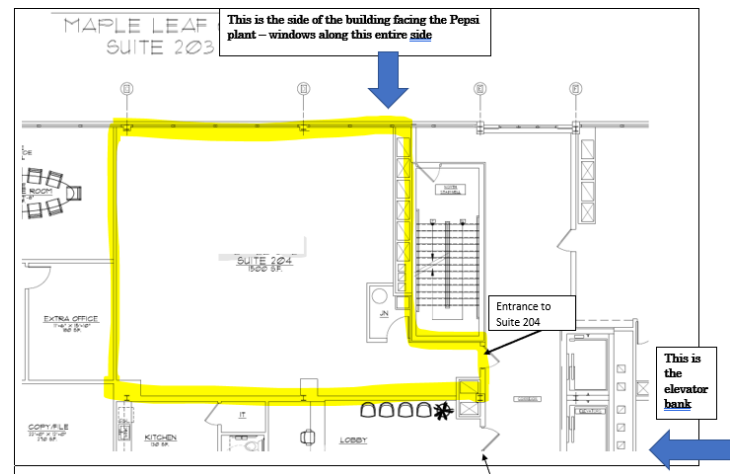 MAPLE LEAF
SUITE 203
This is the side of the building facing the Pepsi
plant – windows along this entire side
ROOM
SUITE 204
1500 S.F.
JN
Entrance to
Suite 204
EXTRA OFFICE
This is
the
elevator
bank
COPY/FILE
KITCHEN
IT
LOBBY